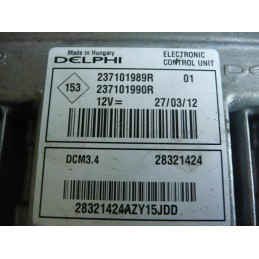 Made in Hungary
DELPHI
ELECTRONIC
CONTROL UNIT
153
237101989R 01
237101990R
12V= 27/03/12
DCM3.4 28321424
28321424AZY15JDD